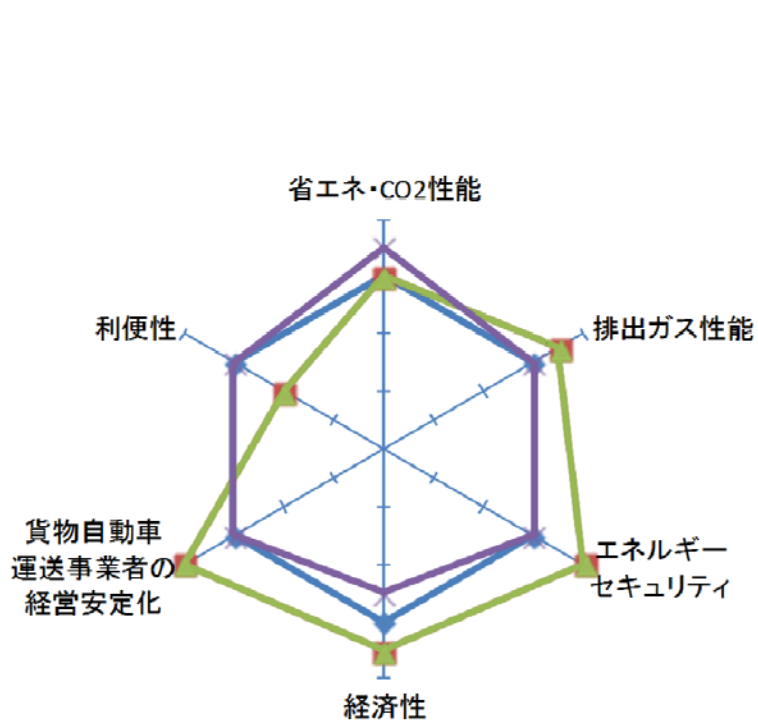 省エネ・CO2性能
利便性
排出ガス性能
貨物自動車
運送事業者の
経営安定化
エネルギー
セキュリティ
経済性